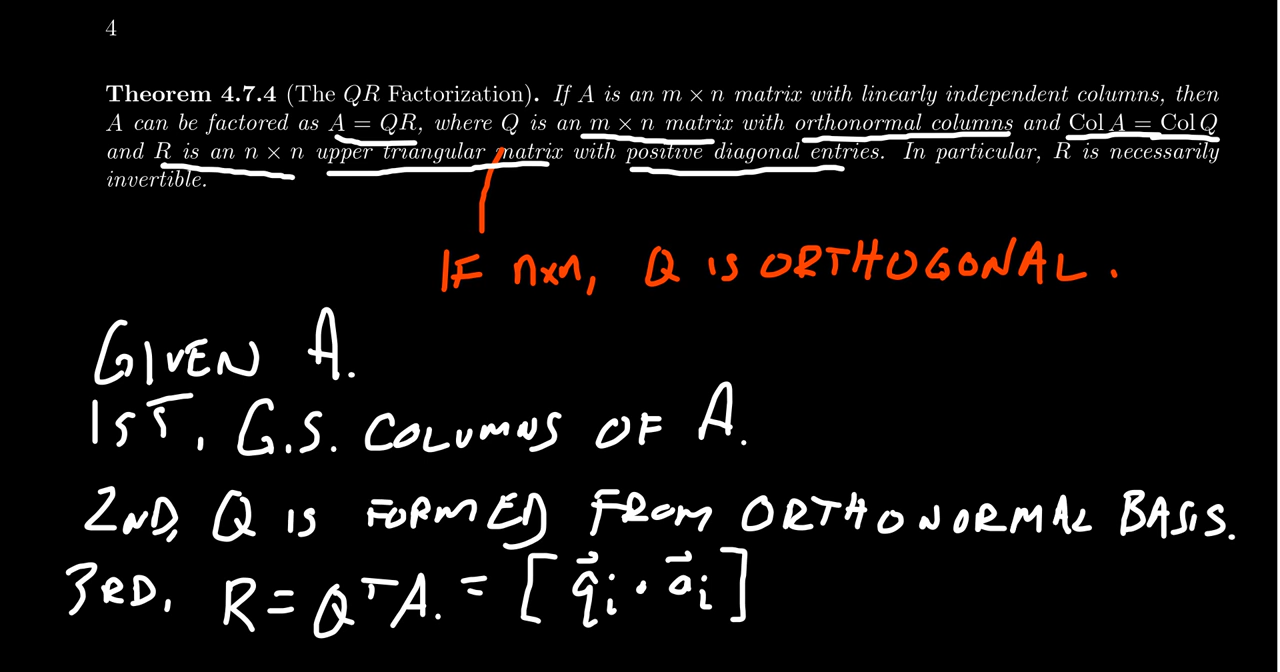 4
Theorem 4.7.4 (The QR Factorization). If A is an m × n matrix with linearly independent columns, then
A can be factored as A = QR, where Q is an m × n matrix with orthonormal columns and Col A = Col Q
and R is an n × n upper triangular matrix with positive diagonal entries. In particular, R is necessarily
invertible.
IF n×n, Q IS ORTHOGONAL.
GIVEN A.
1ST, G.S. COLUMNS OF A.
2ND, Q IS FORMED FROM ORTHONORMAL BASIS.
3RD, R = QᵀA. = [q⃗ᵢ · a⃗ᵢ]